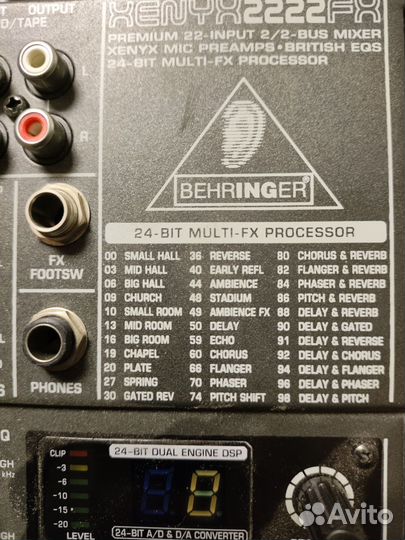 OUTPUT
CD/TAPE
XENYX2222FX
PREMIUM 22-INPUT 2/2-BUS MIXER
XENYX MIC PREAMPS • BRITISH EQS
24-BIT MULTI-FX PROCESSOR
L
R
BEHRINGER
24-BIT MULTI-FX PROCESSOR
FX
FOOTSW
PHONES
00 SMALL HALL 36 REVERSE 80 CHORUS & REVERB
03 MID HALL 40 EARLY REFL 82 FLANGER & REVERB
06 BIG HALL 44 AMBIENCE 84 PHASER & REVERB
09 CHURCH 48 STADIUM 86 PITCH & REVERB
10 SMALL ROOM 49 AMBIENCE FX 88 DELAY & REVERB
13 MID ROOM 50 DELAY 90 DELAY & GATED
16 BIG ROOM 59 ECHO 91 DELAY & REVERSE
19 CHAPEL 60 CHORUS 92 DELAY & CHORUS
20 PLATE 66 FLANGER 94 DELAY & FLANGER
27 SPRING 70 PHASER 96 DELAY & PHASER
30 GATED REV 74 PITCH SHIFT 98 DELAY & PITCH
24-BIT DUAL ENGINE DSP
CLIP
-3
-6
-10
-15
-20
LEVEL
24-BIT A/D & D/A CONVERTER
kHz
Avito